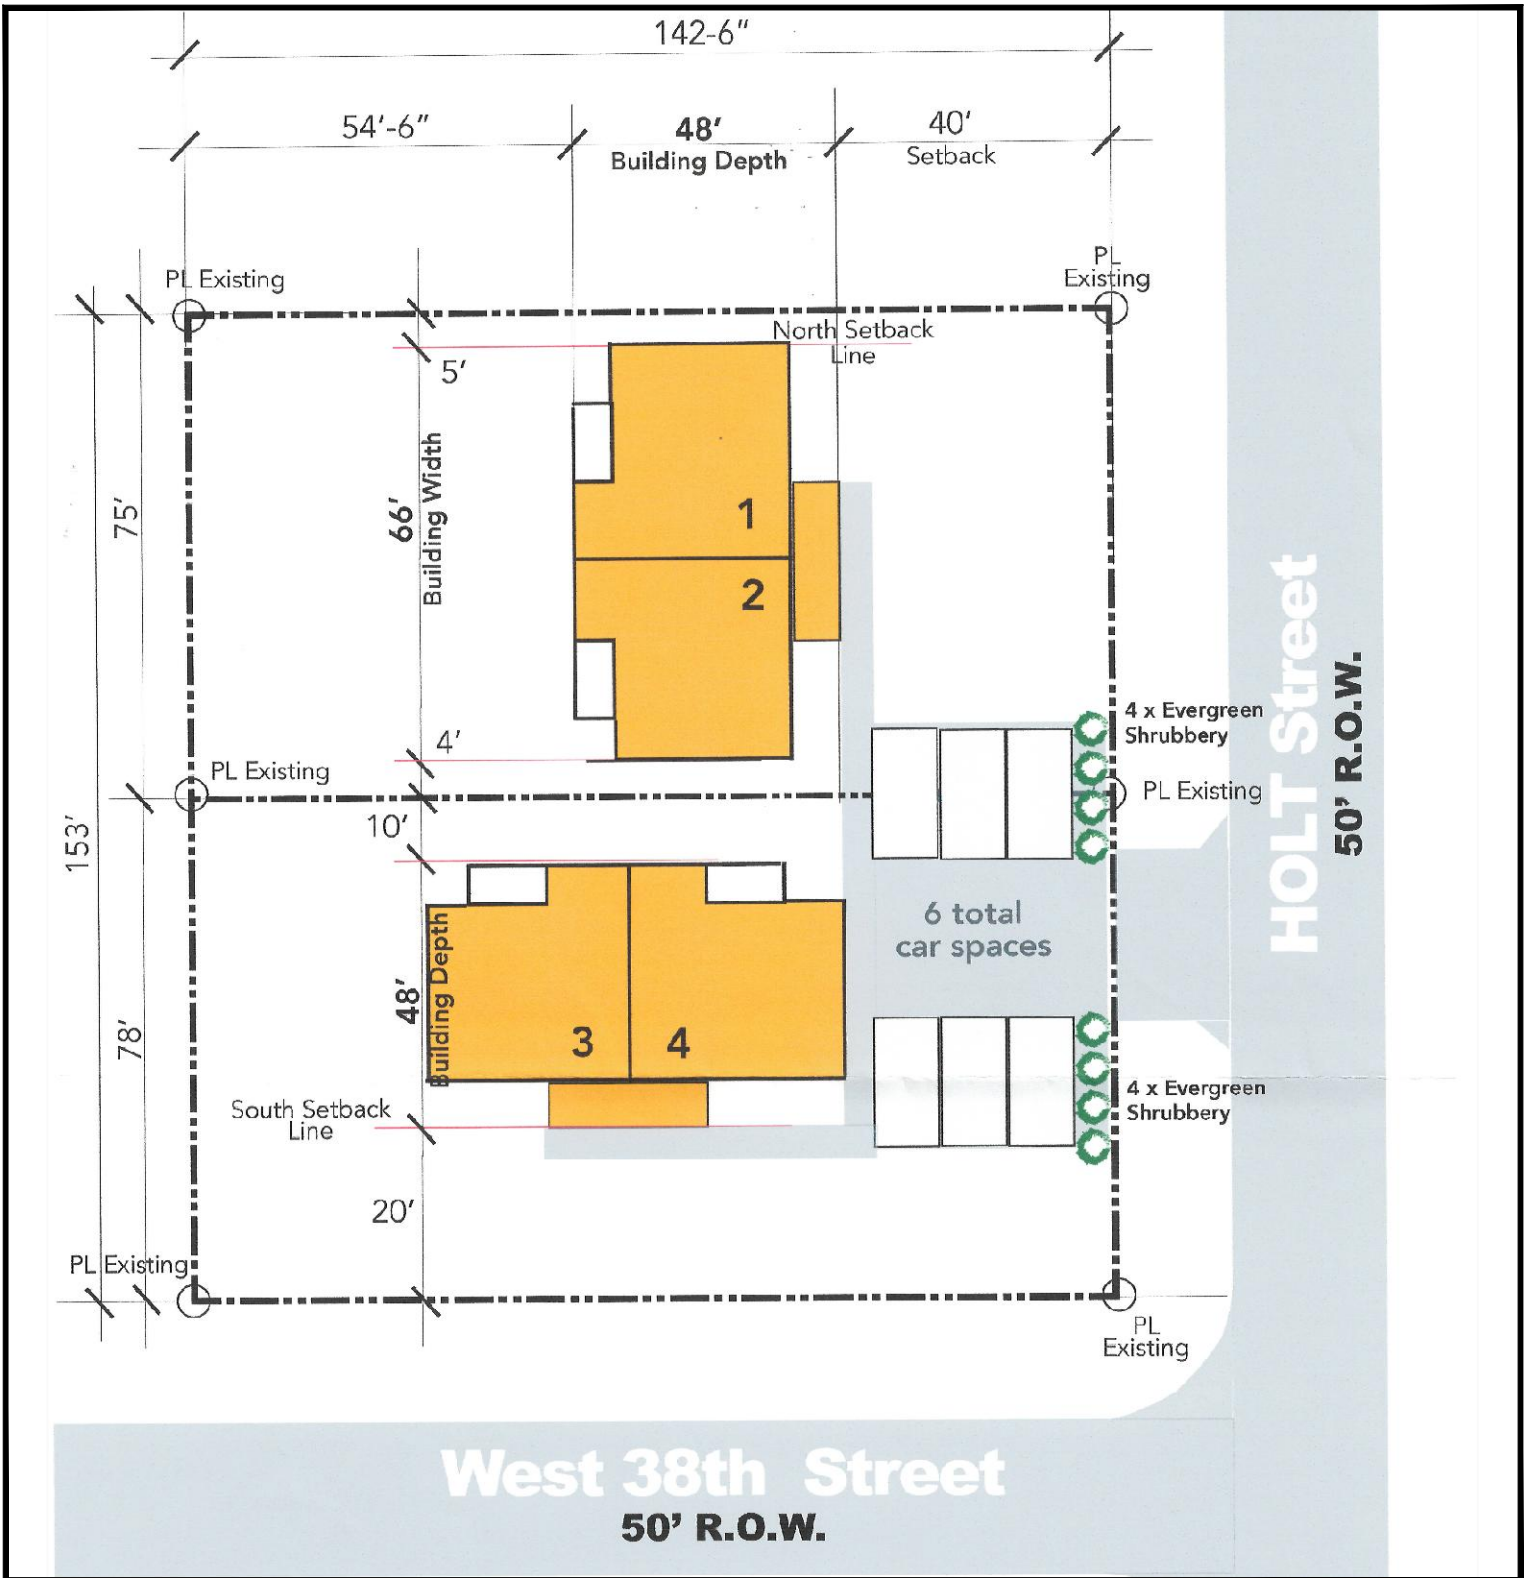 142-6”
54'-6”
48'
Building Depth
40'
Setback
PL Existing
PL
Existing
North Setback
Line
5'
75'
66'
Building Width
1
2
4'
4 x Evergreen
Shrubbery
PL Existing
PL Existing
10'
153'
HOLT Street
50’ R.O.W.
6 total
car spaces
48'
Building Depth
78'
3
4
4 x Evergreen
Shrubbery
South Setback
Line
20'
PL Existing
PL
Existing
West 38th Street
50’ R.O.W.